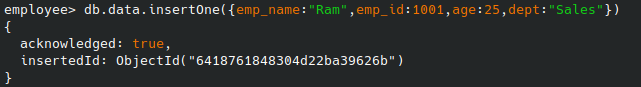 employee> db.data.insertOne({emp_name:"Ram",emp_id:1001,age:25,dept:"Sales"})
{
  acknowledged: true,
  insertedId: ObjectId("6418761848304d22ba39626b")
}